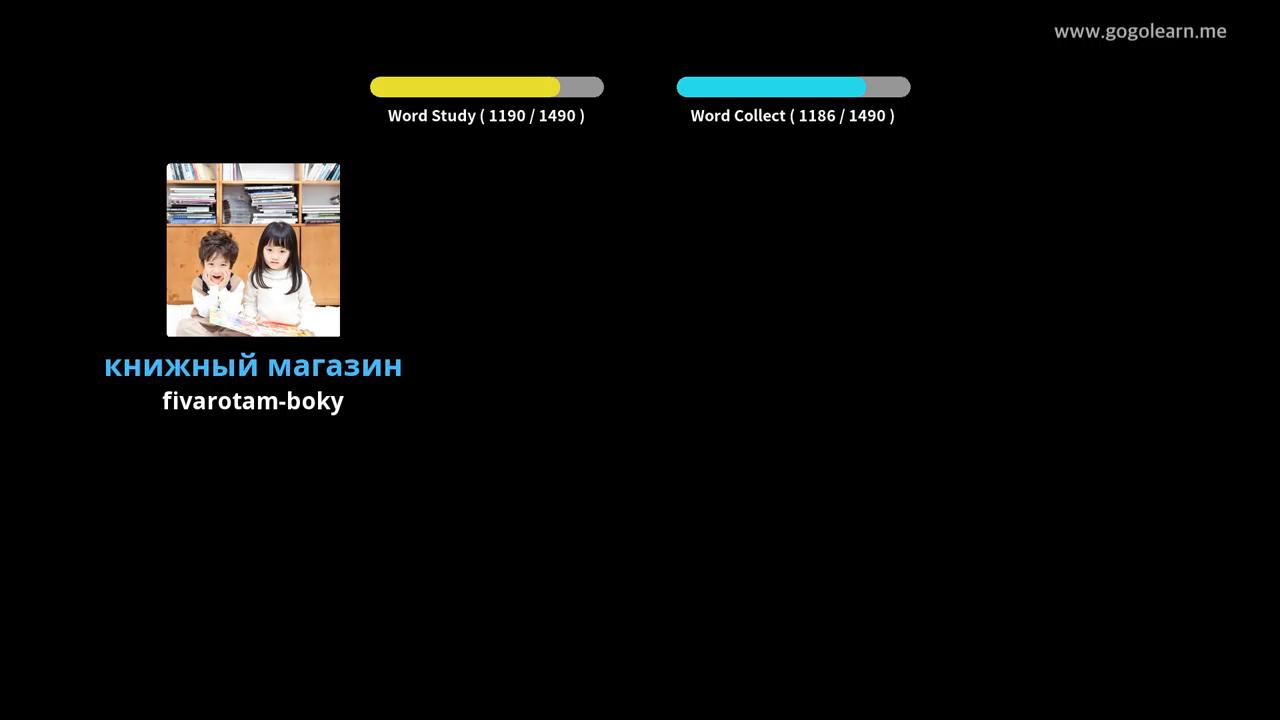 www.gogolearn.me
Word Study ( 1190 / 1490 )
Word Collect ( 1186 / 1490 )
книжный магазин
fivarotam-boky